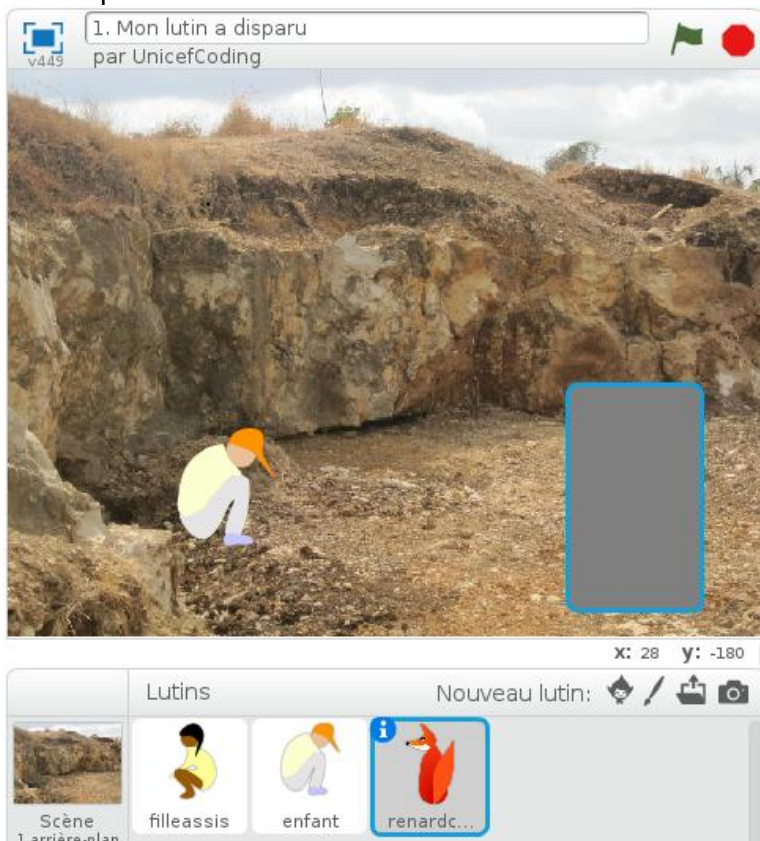 1. Mon lutin a disparu
v449
par UnicefCoding
x: 28 y: -180
Lutins
Nouveau lutin:
Scène
1 arrière-plan
filleassis
enfant
renardc...